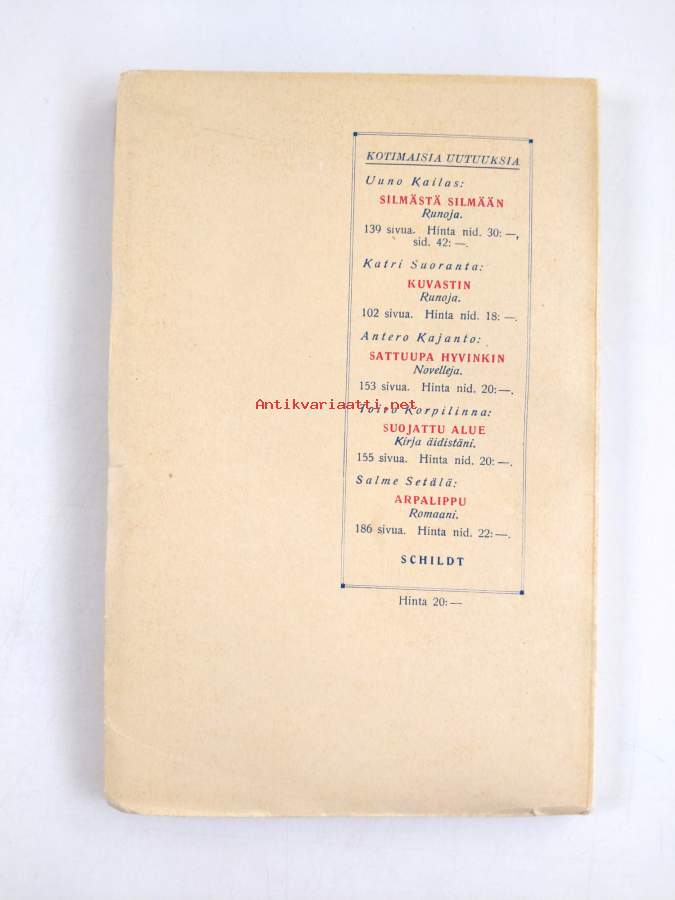 KOTIMAISIA UUTUUKSIA
Uuno Kailas:
SILMÄSTÄ SILMÄÄN
Runoja.
139 sivua. Hinta nid. 30:—,
sid. 42:—.
Katri Suoranta:
KUVASTIN
Runoja.
102 sivua. Hinta nid. 18:—.
Antero Kajanto:
SATTUUPA HYVINKIN
Novelleja.
153 sivua. Hinta nid. 20:—.
Antikvariaatti.net
Toivo Korpilinna:
SUOJATTU ALUE
Kirja äidistäni.
155 sivua. Hinta nid. 20:—.
Salme Setälä:
ARPALIPPU
Romaani.
186 sivua. Hinta nid. 22:—.
SCHILDT
Hinta 20:—